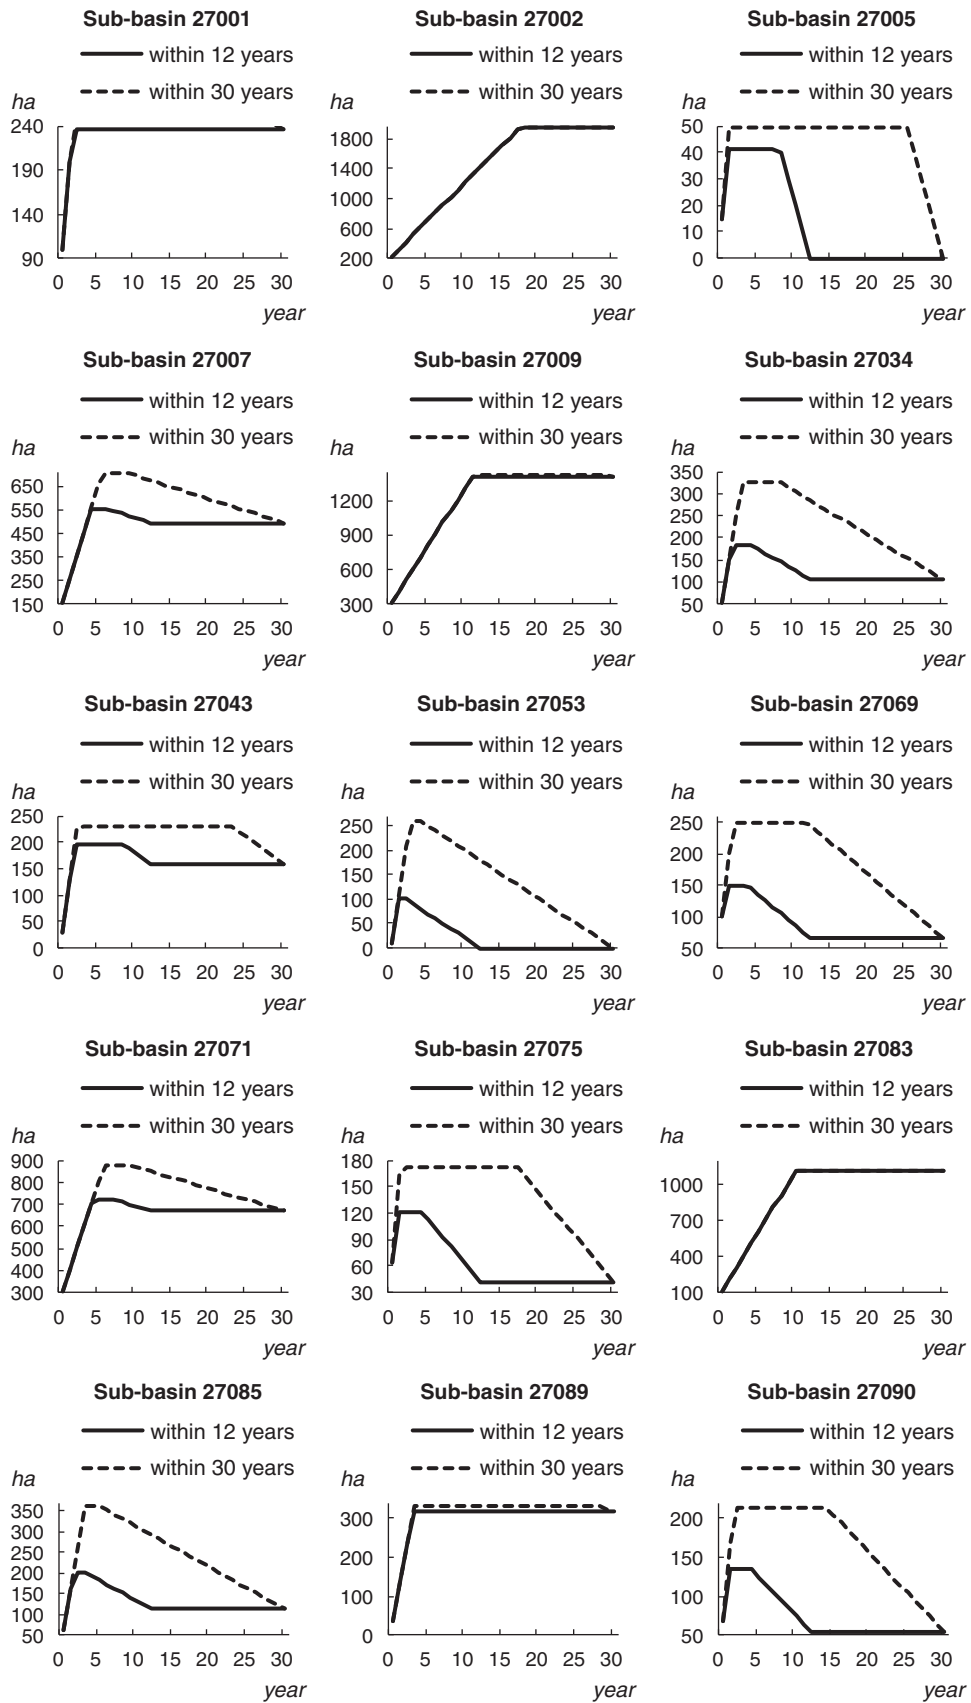 Sub-basin 27001
within 12 years
within 30 years
ha
240
190
140
90
0 5 10 15 20 25 30
year
Sub-basin 27002
within 12 years
within 30 years
ha
1800
1400
1000
600
200
0 5 10 15 20 25 30
year
Sub-basin 27005
within 12 years
within 30 years
ha
50
40
30
20
10
0
0 5 10 15 20 25 30
year
Sub-basin 27007
within 12 years
within 30 years
ha
650
550
450
350
250
150
0 5 10 15 20 25 30
year
Sub-basin 27009
within 12 years
within 30 years
ha
1200
900
600
300
0 5 10 15 20 25 30
year
Sub-basin 27034
within 12 years
within 30 years
ha
350
300
250
200
150
100
50
0 5 10 15 20 25 30
year
Sub-basin 27043
within 12 years
within 30 years
ha
250
200
150
100
50
0
0 5 10 15 20 25 30
year
Sub-basin 27053
within 12 years
within 30 years
ha
250
200
150
100
50
0
0 5 10 15 20 25 30
year
Sub-basin 27069
within 12 years
within 30 years
ha
250
200
150
100
50
0 5 10 15 20 25 30
year
Sub-basin 27071
within 12 years
within 30 years
ha
900
800
700
600
500
400
300
0 5 10 15 20 25 30
year
Sub-basin 27075
within 12 years
within 30 years
ha
180
150
120
90
60
30
0 5 10 15 20 25 30
year
Sub-basin 27083
within 12 years
within 30 years
ha
1000
700
400
100
0 5 10 15 20 25 30
year
Sub-basin 27085
within 12 years
within 30 years
ha
350
300
250
200
150
100
50
0 5 10 15 20 25 30
year
Sub-basin 27089
within 12 years
within 30 years
ha
300
200
100
0
0 5 10 15 20 25 30
year
Sub-basin 27090
within 12 years
within 30 years
ha
200
150
100
50
0 5 10 15 20 25 30
year